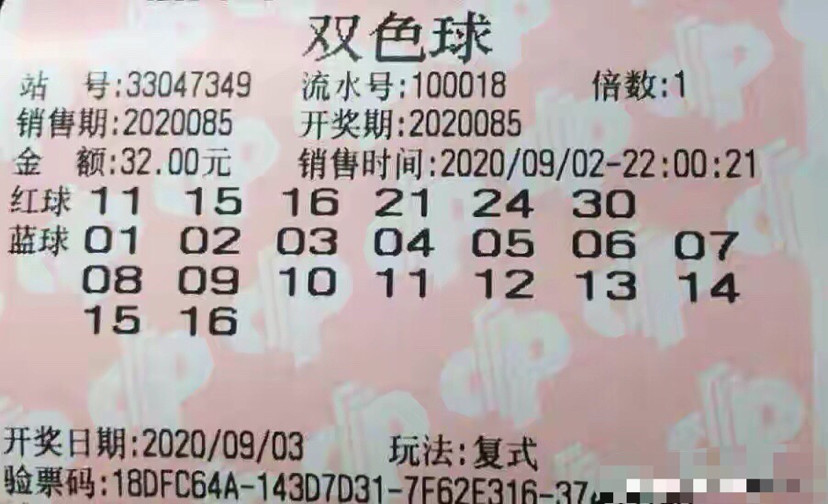 双色球
站 号:33047349 流水号:100018 倍数:1
销售期:2020085 开奖期:2020085
金 额:32.00元 销售时间:2020/09/02-22:00:21
红球 11 15 16 21 24 30
蓝球 01 02 03 04 05 06 07
08 09 10 11 12 13 14
15 16
开奖日期:2020/09/03 玩法:复式
验票码:18DFC64A-143D7D31-7F62E316-37